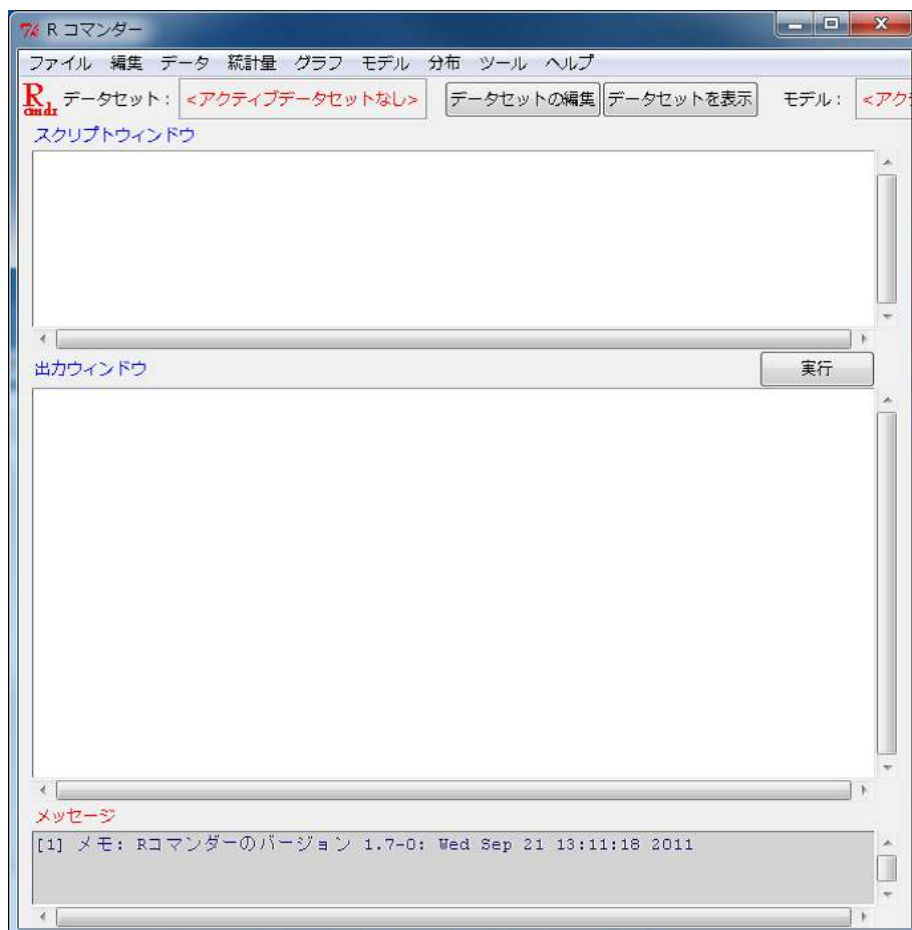 R コマンダー
ファイル 編集 データ 統計量 グラフ モデル 分布 ツール ヘルプ
R cmdr データセット: <アクティブデータセットなし> データセットの編集 データセットを表示 モデル: <アク
スクリプトウィンドウ
出力ウィンドウ 実行
メッセージ
[1] メモ: Rコマンダーのバージョン 1.7-0: Wed Sep 21 13:11:18 2011